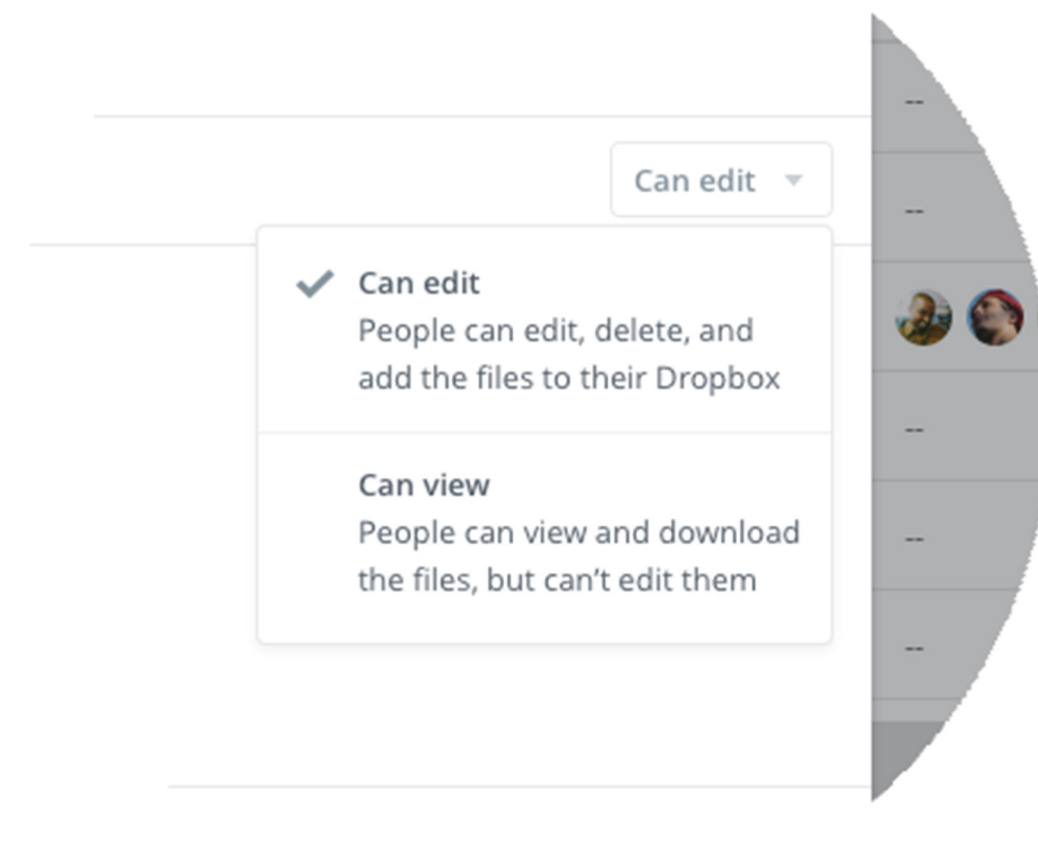 --
Can edit
--
Can edit
People can edit, delete, and
add the files to their Dropbox
--
Can view
People can view and download
--
the files, but can’t edit them
--